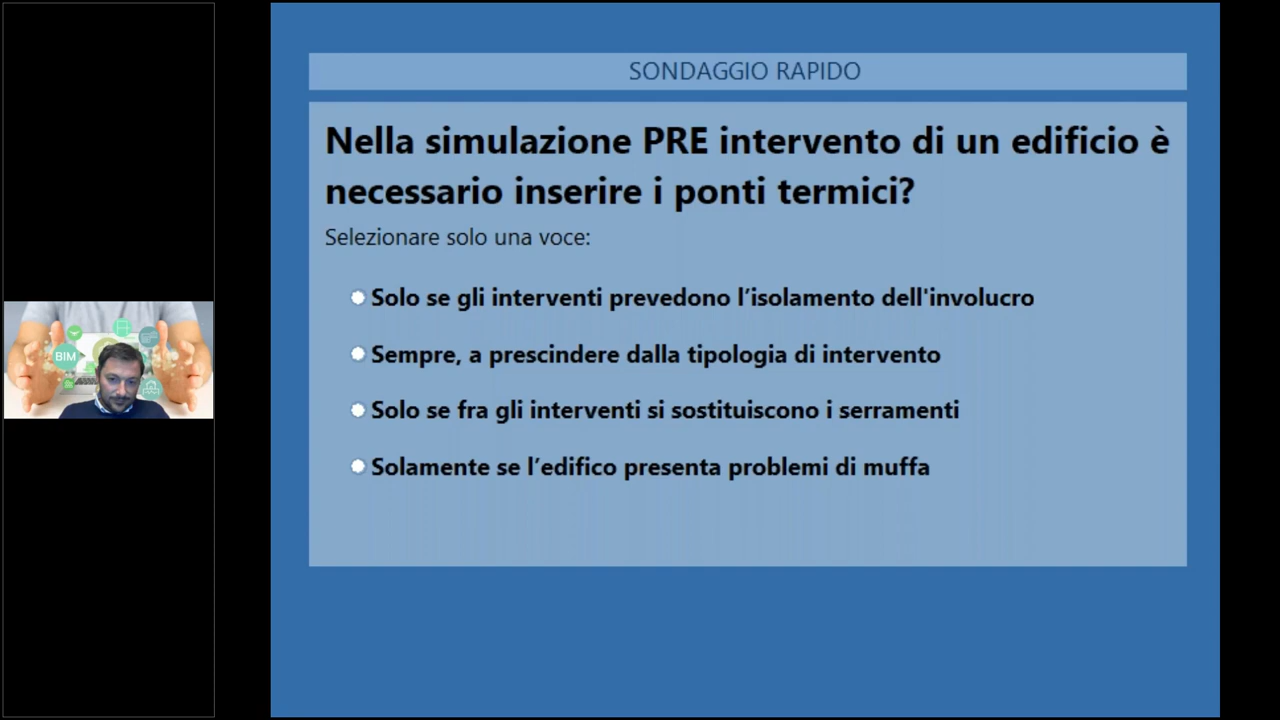 SONDAGGIO RAPIDO
Nella simulazione PRE intervento di un edificio è
necessario inserire i ponti termici?
Selezionare solo una voce:
Solo se gli interventi prevedono l’isolamento dell'involucro
Sempre, a prescindere dalla tipologia di intervento
Solo se fra gli interventi si sostituiscono i serramenti
Solamente se l’edifico presenta problemi di muffa
BIM